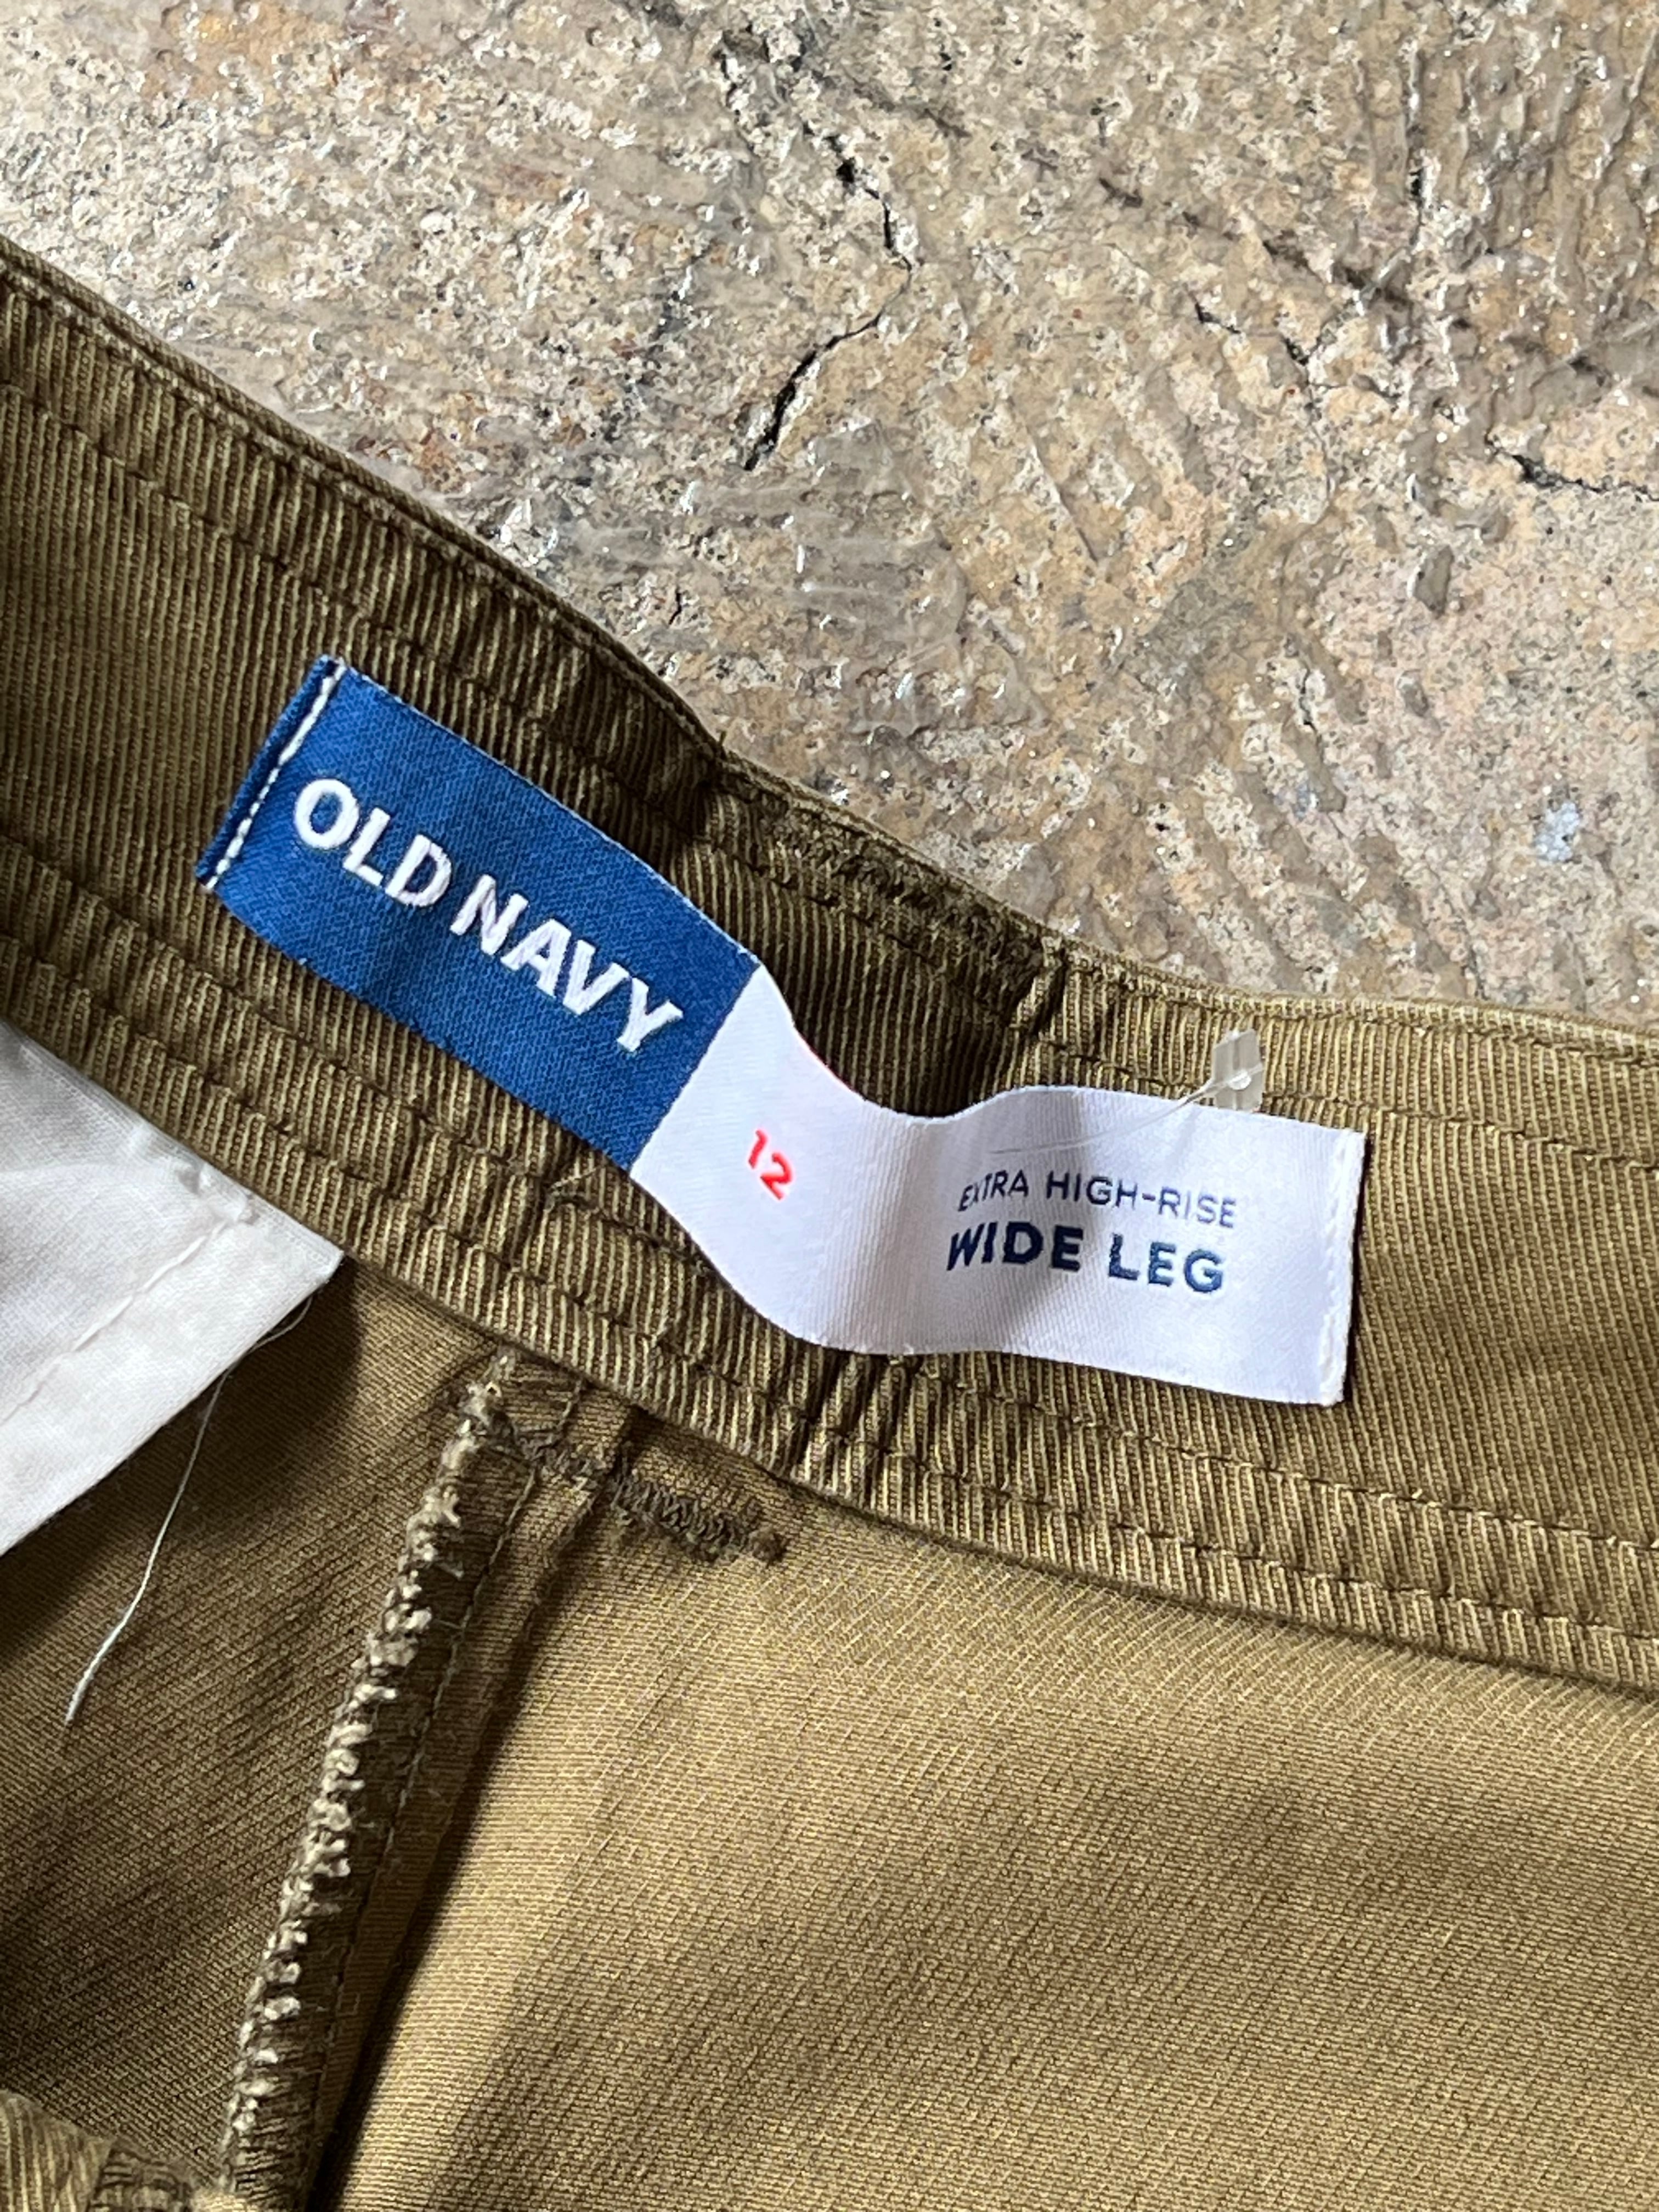 OLD NAVY
12
EXTRA HIGH-RISE
WIDE LEG